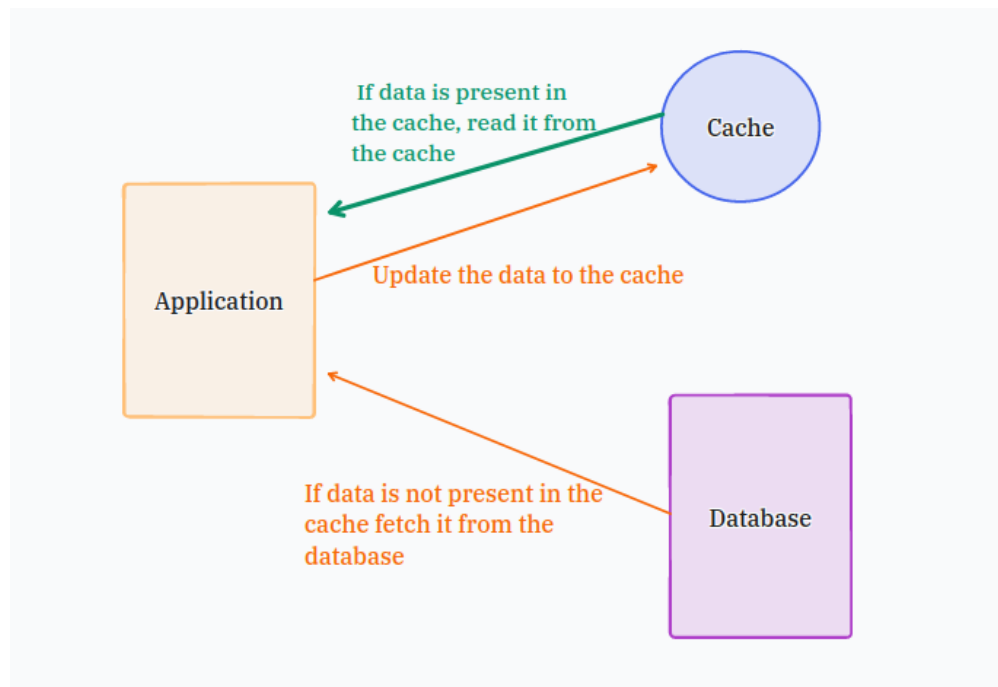 If data is present in
the cache, read it from
the cache
Cache
Update the data to the cache
Application
If data is not present in the
cache fetch it from the
database
Database